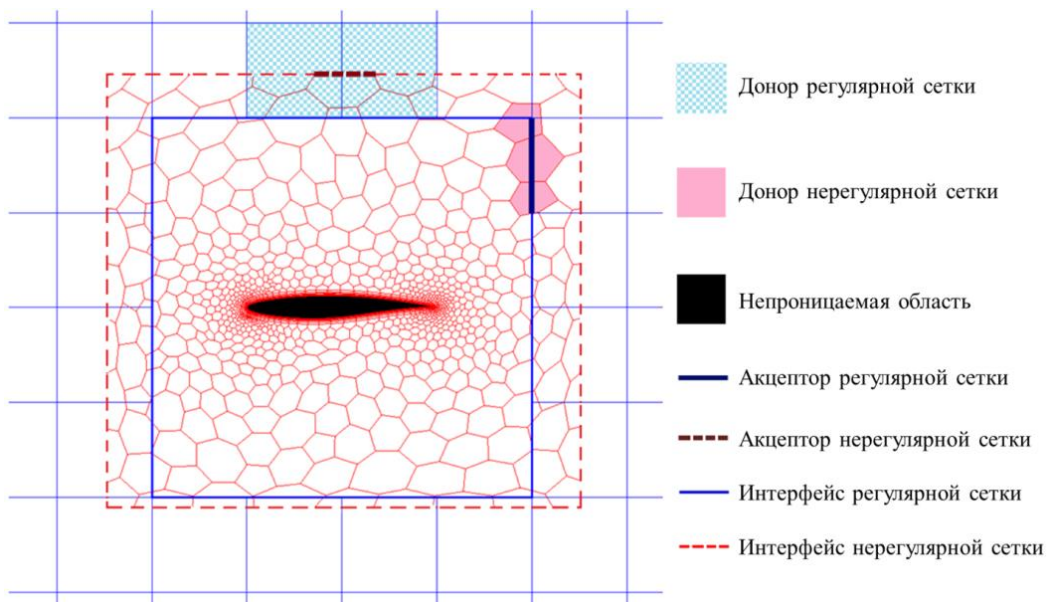 Донор регулярной сетки
Донор нерегулярной сетки
Непроницаемая область
Акцептор регулярной сетки
Акцептор нерегулярной сетки
Интерфейс регулярной сетки
Интерфейс нерегулярной сетки